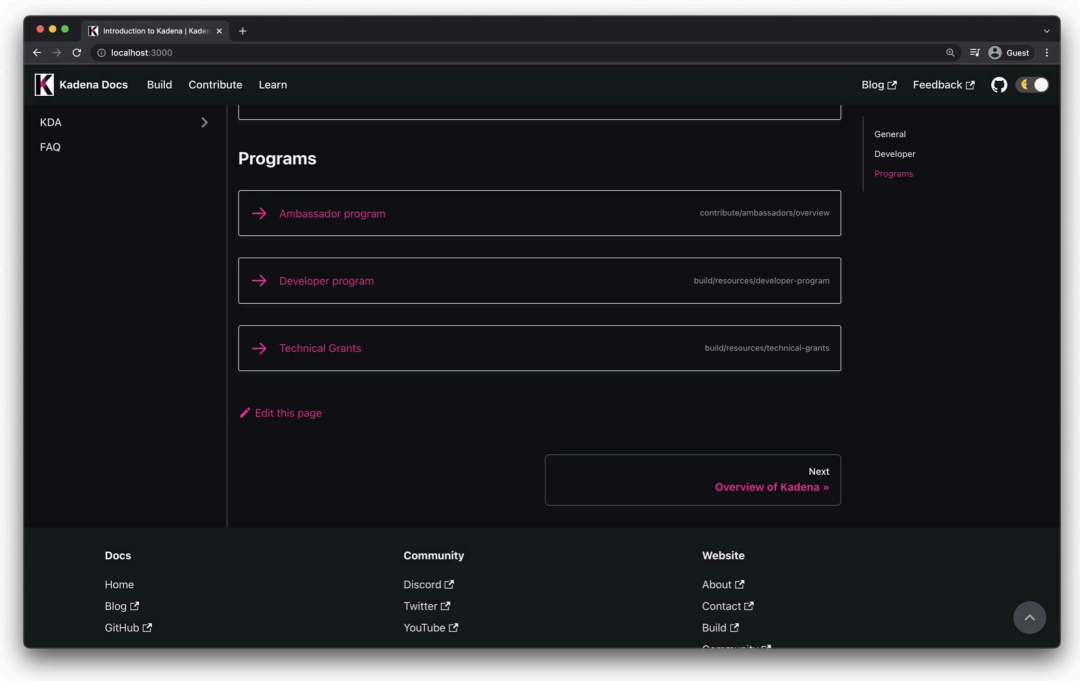 Introduction to Kadena | Kaden
localhost:3000
Guest
Kadena Docs
Build
Contribute
Learn
Blog
Feedback
KDA
FAQ
Programs
Ambassador program
contribute/ambassadors/overview
Developer program
build/resources/developer-program
Technical Grants
build/resources/technical-grants
Edit this page
Next
Overview of Kadena »
General
Developer
Programs
Docs
Home
Blog
GitHub
Community
Discord
Twitter
YouTube
Website
About
Contact
Build
Community